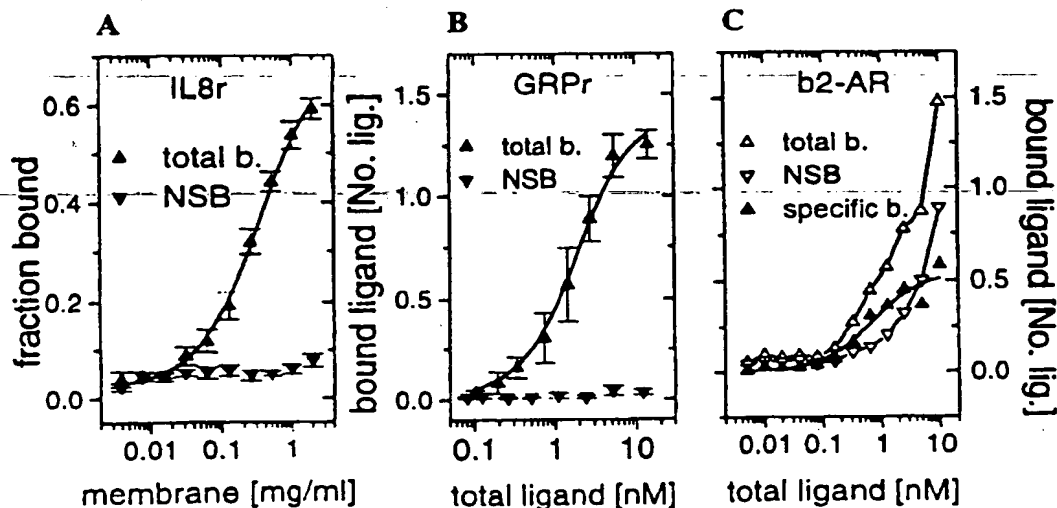 A
IL8r
total b.
NSB
0.6
0.4
0.2
0.0
fraction bound
0.01 0.1 1
membrane [mg/ml]
B
GRPr
total b.
NSB
1.5
1.0
0.5
0.0
bound ligand [No. lig.]
0.1 1 10
total ligand [nM]
C
b2-AR
total b.
NSB
specific b.
1.5
1.0
0.5
0.0
bound ligand [No. lig.]
0.01 0.1 1 10
total ligand [nM]